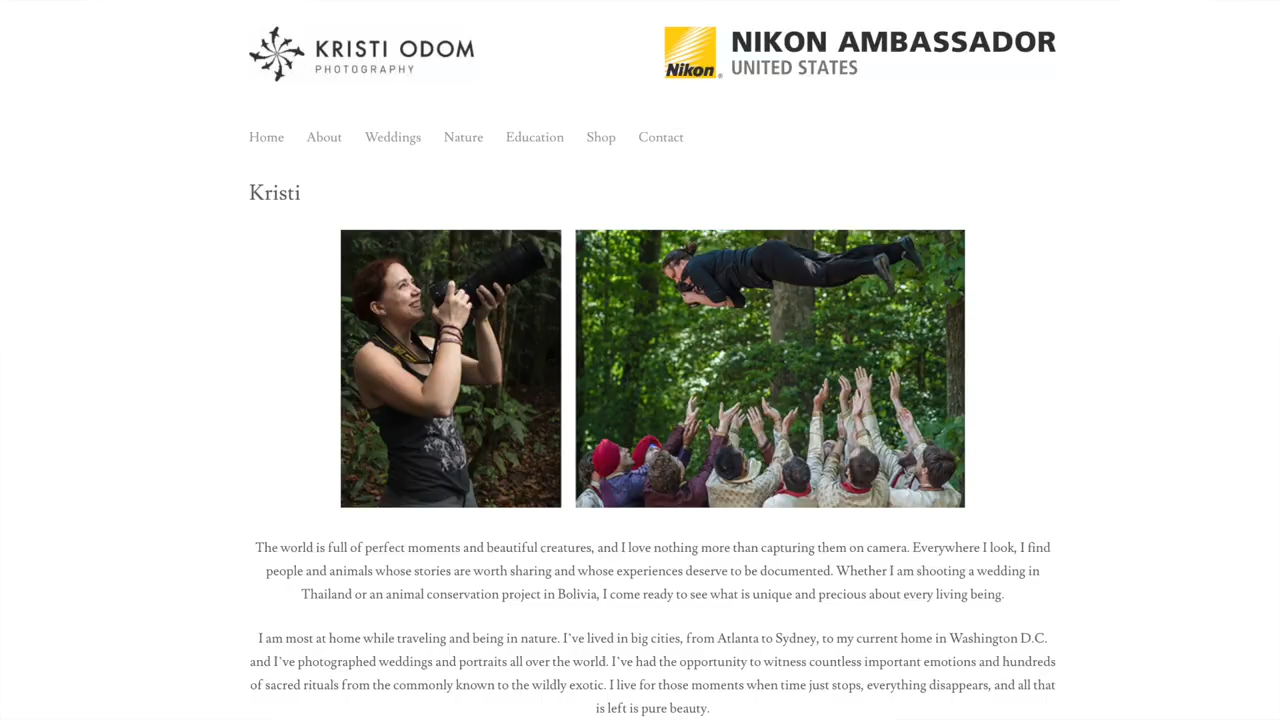 KRISTI ODOM
PHOTOGRAPHY
Nikon®
NIKON AMBASSADOR
UNITED STATES
Home About Weddings Nature Education Shop Contact
Kristi
The world is full of perfect moments and beautiful creatures, and I love nothing more than capturing them on camera. Everywhere I look, I find
people and animals whose stories are worth sharing and whose experiences deserve to be documented. Whether I am shooting a wedding in
Thailand or an animal conservation project in Bolivia, I come ready to see what is unique and precious about every living being.
I am most at home while traveling and being in nature. I've lived in big cities, from Atlanta to Sydney, to my current home in Washington D.C.
and I've photographed weddings and portraits all over the world. I've had the opportunity to witness countless important emotions and hundreds
of sacred rituals from the commonly known to the wildly exotic. I live for those moments when time just stops, everything disappears, and all that
is left is pure beauty.